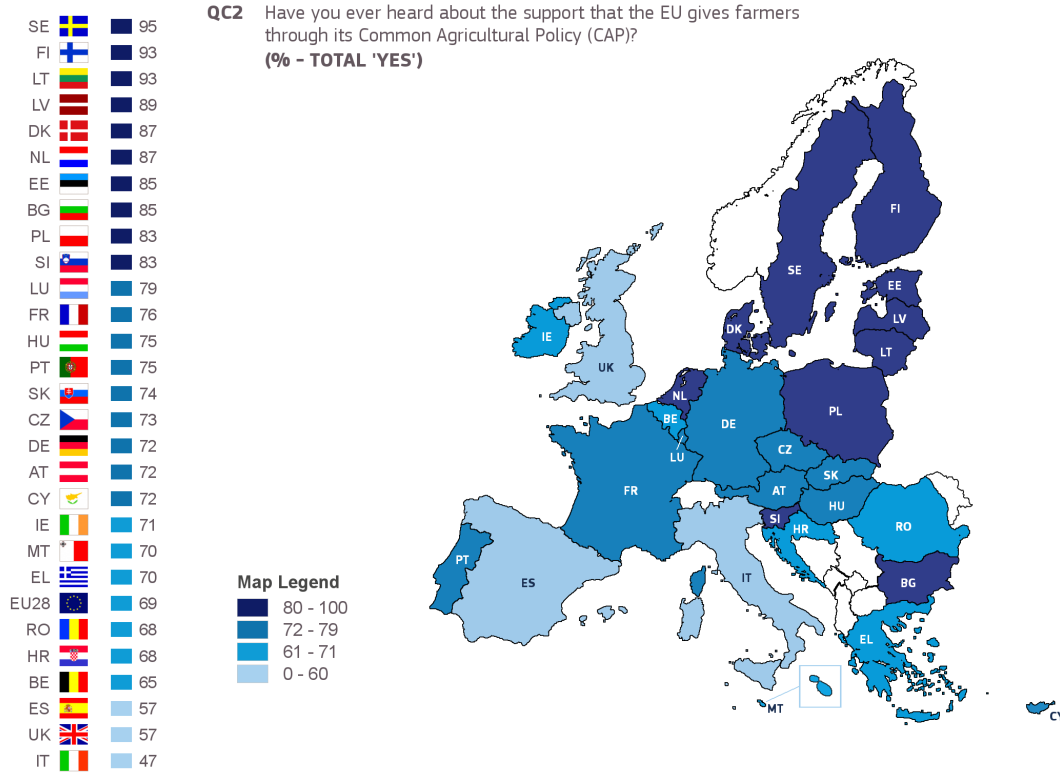 QC2 Have you ever heard about the support that the EU gives farmers
through its Common Agricultural Policy (CAP)?
(% - TOTAL 'YES')
SE 95
FI 93
LT 93
LV 89
DK 87
NL 87
EE 85
BG 85
PL 83
SI 83
LU 79
FR 76
HU 75
PT 75
SK 74
CZ 73
DE 72
AT 72
CY 72
IE 71
MT 70
EL 70
EU28 69
RO 68
HR 68
BE 65
ES 57
UK 57
IT 47
Map Legend
80 - 100
72 - 79
61 - 71
0 - 60
FI
SE
EE
LV
LT
DK
IE
UK
NL
BE
LU
DE
PL
CZ
SK
AT
HU
FR
SI
HR
RO
PT
ES
IT
BG
EL
MT
CY